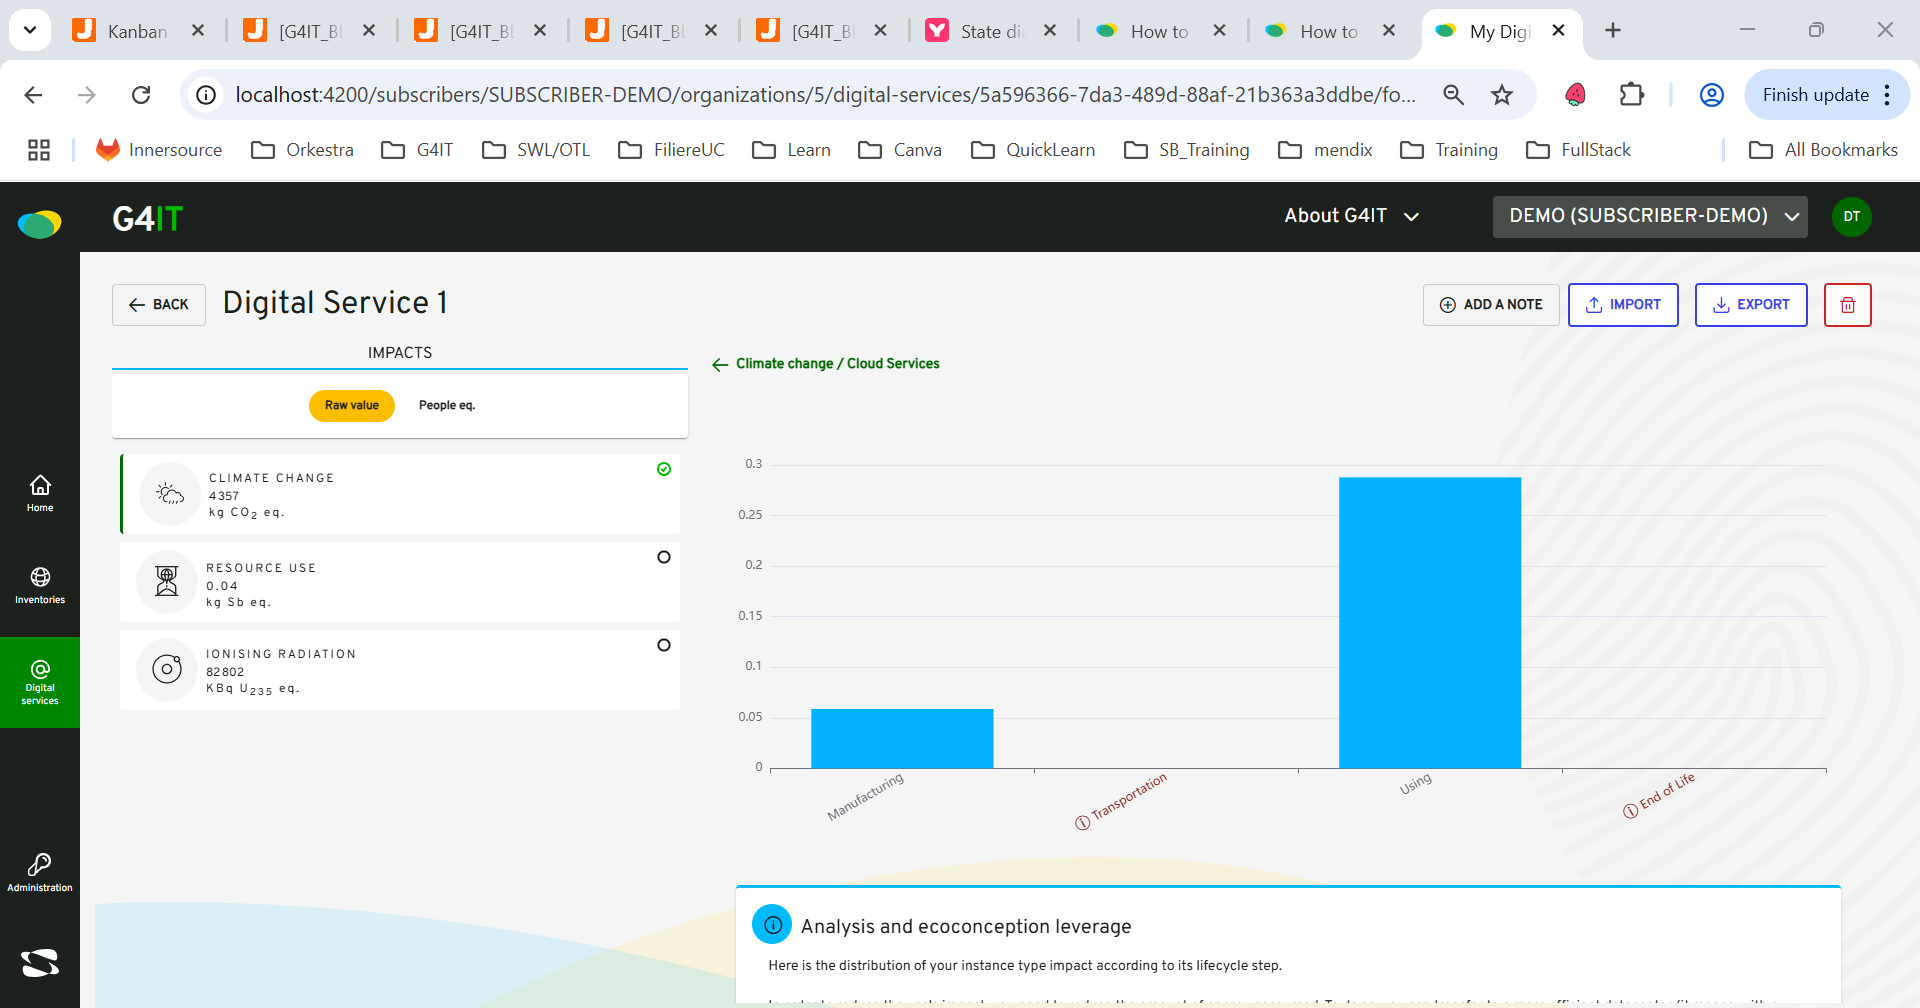 Kanban
[G4IT_BL
[G4IT_BL
[G4IT_BL
[G4IT_BL
State di
How to
How to
My Digi
localhost:4200/subscribers/SUBSCRIBER-DEMO/organizations/5/digital-services/5a596366-7da3-489d-88af-21b363a3ddbe/fo...
Finish update
Innersource
Orkestra
G4IT
SWL/OTL
FiliereUC
Learn
Canva
QuickLearn
SB_Training
mendix
Training
FullStack
All Bookmarks
G4IT
About G4IT
DEMO (SUBSCRIBER-DEMO)
DT
BACK
Digital Service 1
ADD A NOTE
IMPORT
EXPORT
IMPACTS
Raw value
People eq.
CLIMATE CHANGE
4357
kg CO2 eq.
RESOURCE USE
0.04
kg Sb eq.
IONISING RADIATION
82802
KBq U235 eq.
Home
Inventories
Digital
services
Administration
Climate change / Cloud Services
0.3
0.25
0.2
0.15
0.1
0.05
0
Manufacturing
Transportation
Using
End of Life
Analysis and ecoconception leverage
Here is the distribution of your instance type impact according to its lifecycle step.